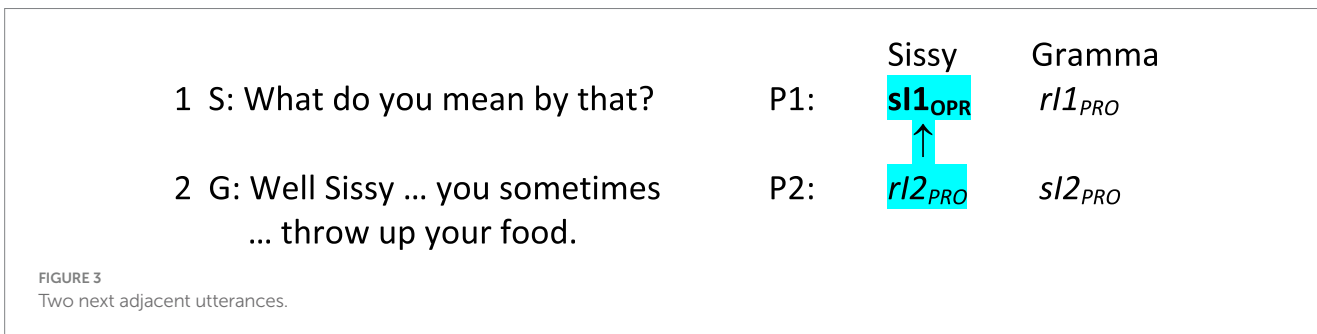 Sissy Gramma
1 S: What do you mean by that? P1: sI1OPR rI1PRO
↑
2 G: Well Sissy … you sometimes P2: rI2PRO sI2PRO
… throw up your food.
FIGURE 3
Two next adjacent utterances.